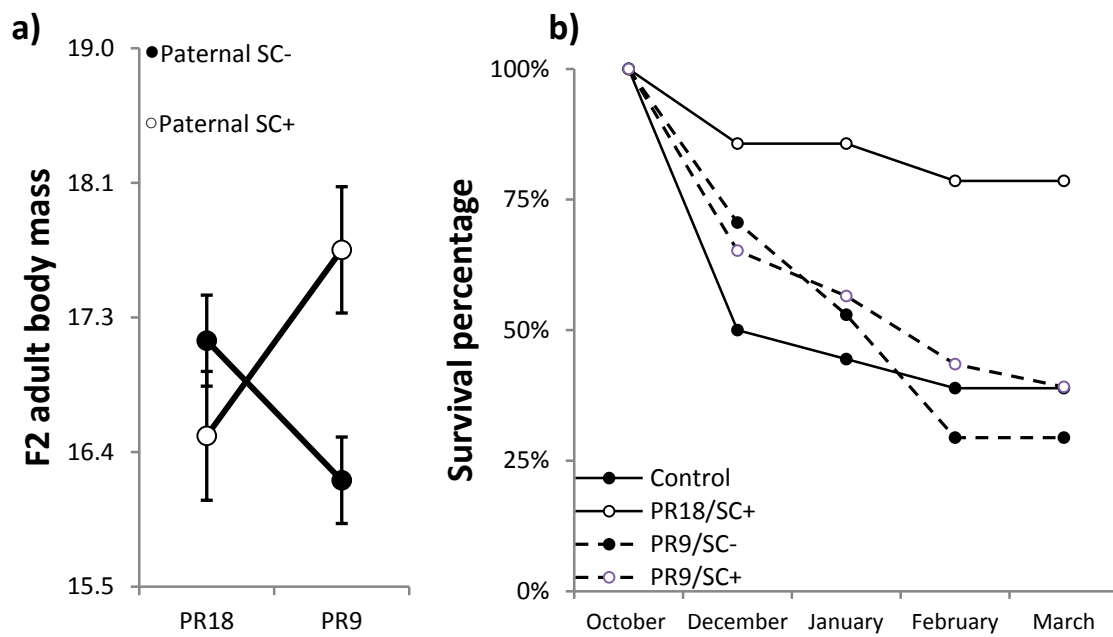 a)
19.0
18.1
17.3
16.4
15.5
F2 adult body mass
Paternal SC-
Paternal SC+
PR18 PR9
b)
100%
75%
50%
25%
0%
Survival percentage
Control
PR18/SC+
PR9/SC-
PR9/SC+
October December January February March